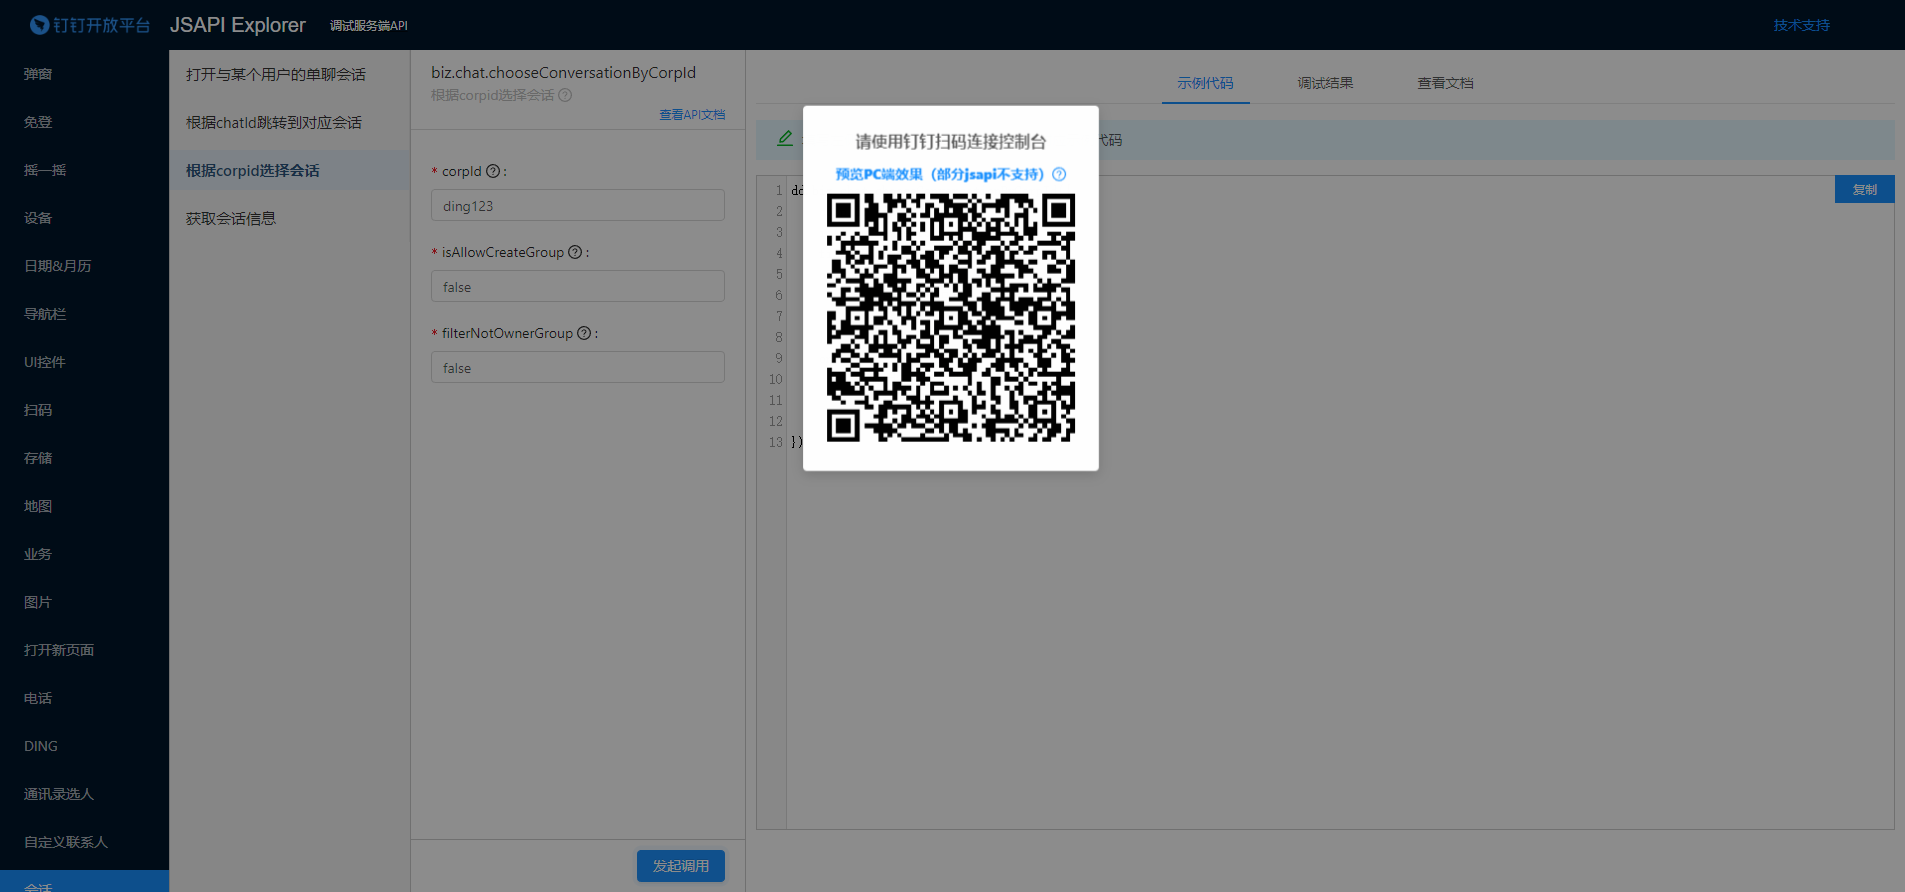 钉钉开放平台
JSAPI Explorer
调试服务端API
技术支持
弹窗
免登
摇一摇
设备
日期&月历
导航栏
UI控件
扫码
存储
地图
业务
图片
打开新页面
电话
DING
通讯录选人
自定义联系人
会话
打开与某个用户的单聊会话
根据chatId跳转到对应会话
根据corpid选择会话
获取会话信息
biz.chat.chooseConversationByCorpId
根据corpid选择会话
查看API文档
* corpId :
ding123
* isAllowCreateGroup :
false
* filterNotOwnerGroup :
false
发起调用
示例代码 调试结果 查看文档
代码
复制
请使用钉钉扫码连接控制台
预览PC端效果（部分jsapi不支持）
1 dd
2
3
4
5
6
7
8
9
10
11
12
13 })